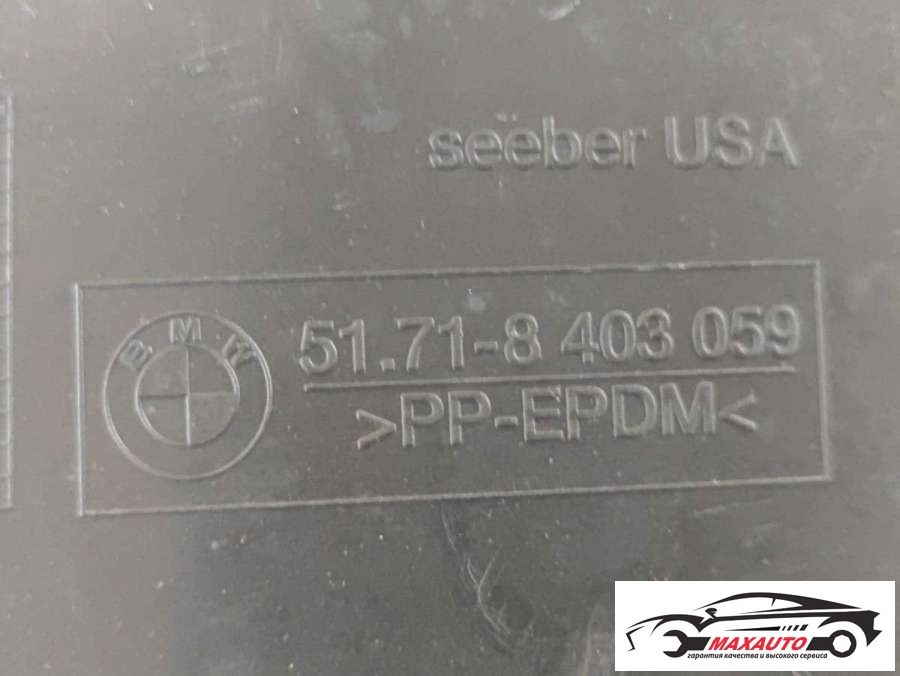 seeber USA
BMW
51.71-8 403 059
>PP-EPDM<
MAXAUTO
гарантия качества и высокого сервиса